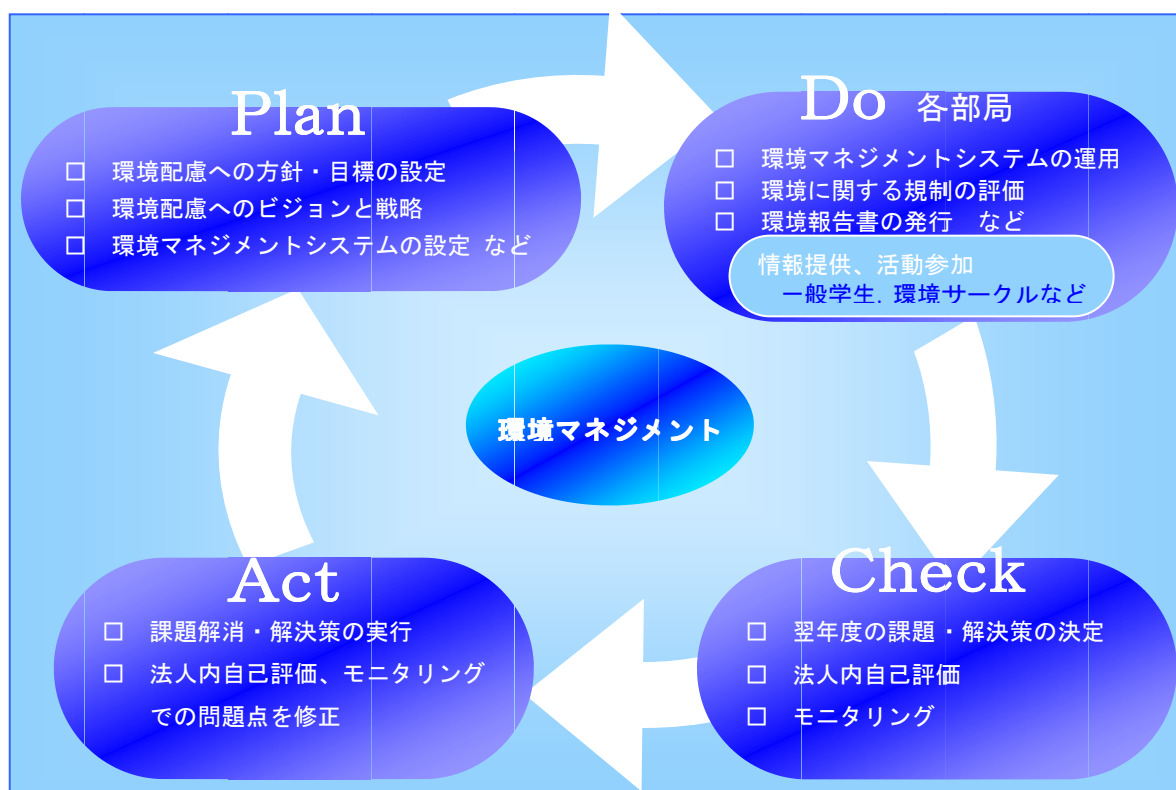 Plan
□ 環境配慮への方針・目標の設定
□ 環境配慮へのビジョンと戦略
□ 環境マネジメントシステムの設定 など
Do 各部局
□ 環境マネジメントシステムの運用
□ 環境に関する規制の評価
□ 環境報告書の発行 など
情報提供、活動参加
一般学生, 環境サークルなど
環境マネジメント
Act
□ 課題解消・解決策の実行
□ 法人内自己評価、モニタリング
での問題点を修正
Check
□ 翌年度の課題・解決策の決定
□ 法人内自己評価
□ モニタリング